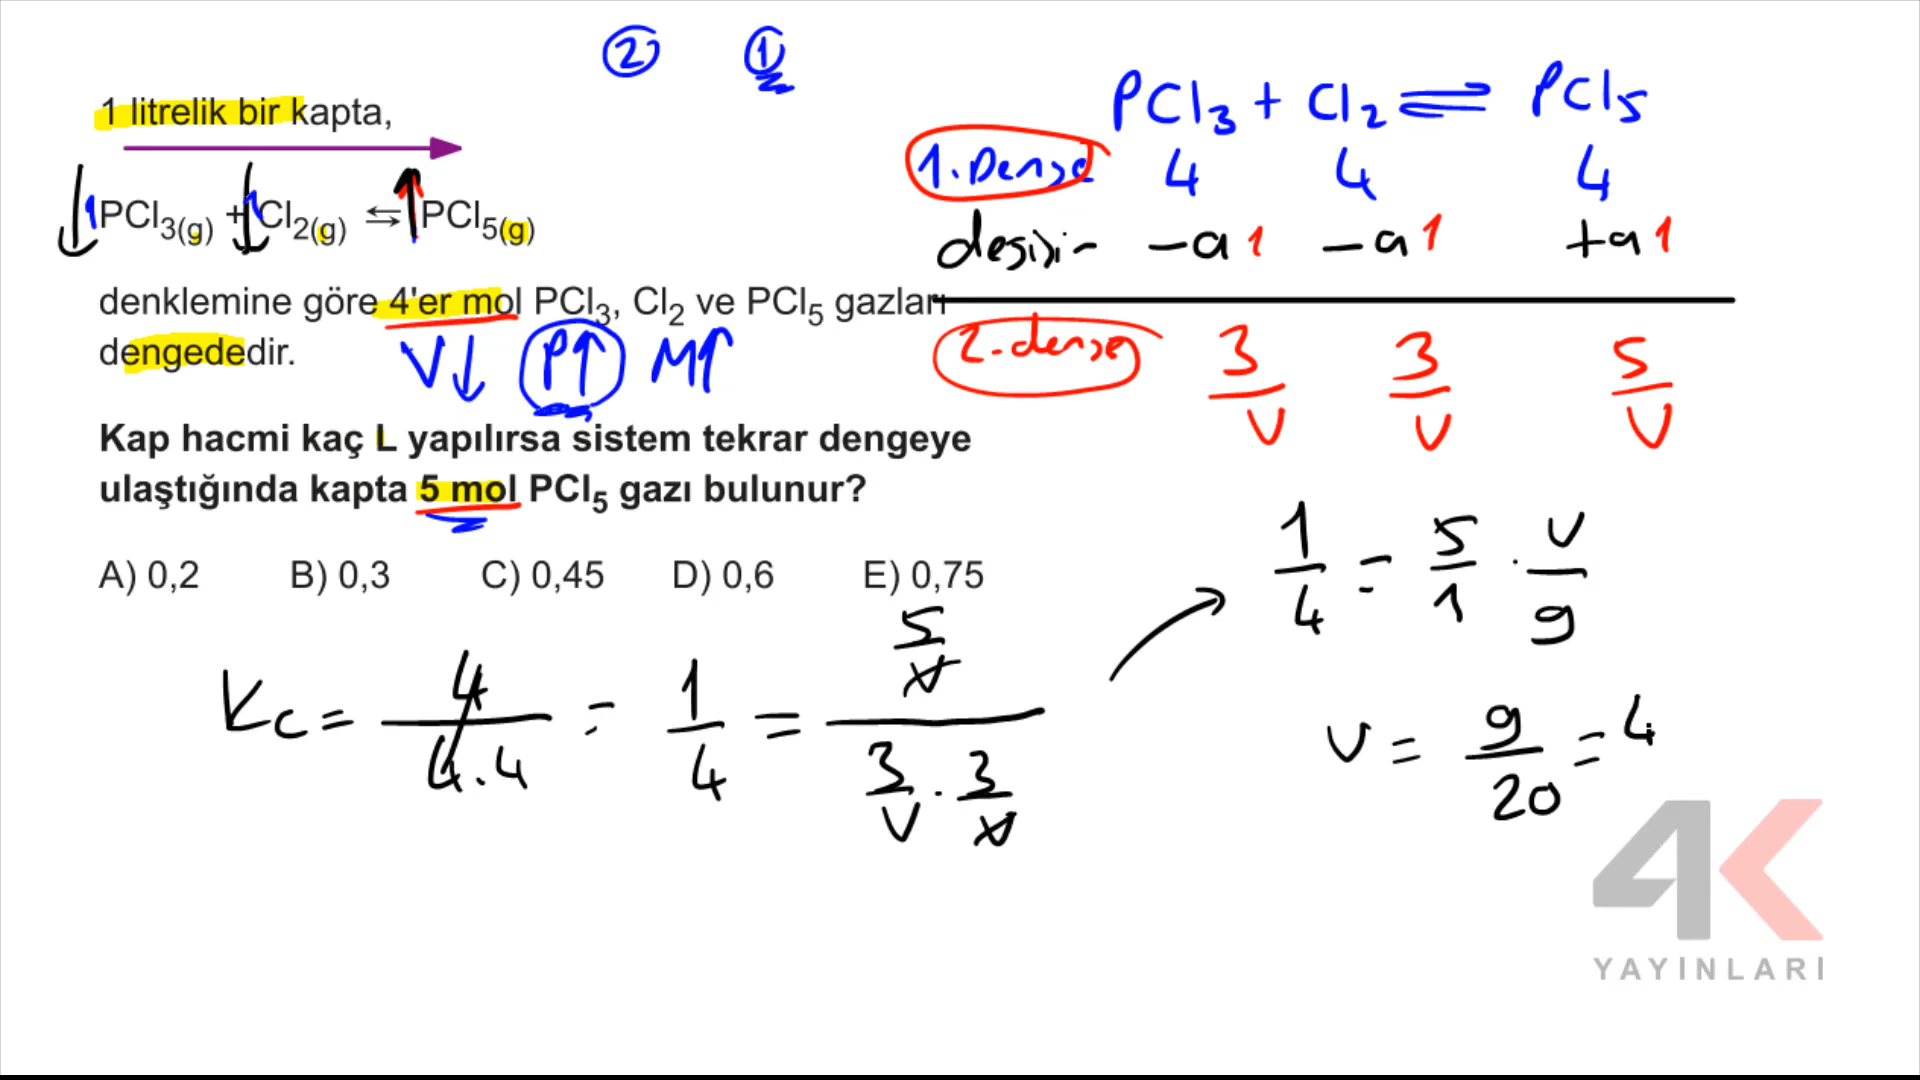 ② ①
1 litrelik bir kapta,
1PCl3(g) + 1Cl2(g) ⇆ 1PCl5(g)
denklemine göre 4'er mol PCl3, Cl2 ve PCl5 gazları
dengededir.
V↓ P↑ M↑
Kap hacmi kaç L yapılırsa sistem tekrar dengeye
ulaştığında kapta 5 mol PCl5 gazı bulunur?
A) 0,2 B) 0,3 C) 0,45 D) 0,6 E) 0,75
Kc = 4/4.4 = 1/4 = 5/V / 3/V . 3/V
PCl3 + Cl2 ⇌ PCl5
1. Denge 4 4 4
değişim -a 1 -a 1 +a 1
2. denge 3/V 3/V 5/V
1/4 = 5/1 . V/9
V = 9/20 = 4
4K
YAYINLARI